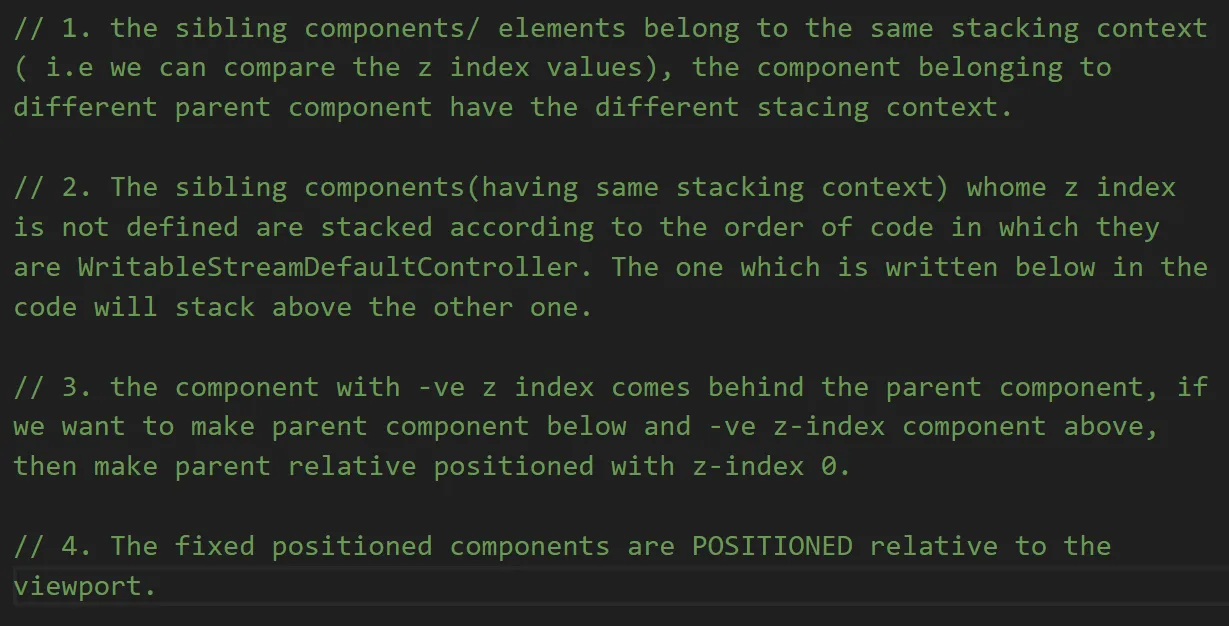 // 1. the sibling components/ elements belong to the same stacking context
( i.e we can compare the z index values), the component belonging to
different parent component have the different stacing context.
// 2. The sibling components(having same stacking context) whome z index
is not defined are stacked according to the order of code in which they
are WritableStreamDefaultController. The one which is written below in the
code will stack above the other one.
// 3. the component with -ve z index comes behind the parent component, if
we want to make parent component below and -ve z-index component above,
then make parent relative positioned with z-index 0.
// 4. The fixed positioned components are POSITIONED relative to the
viewport.